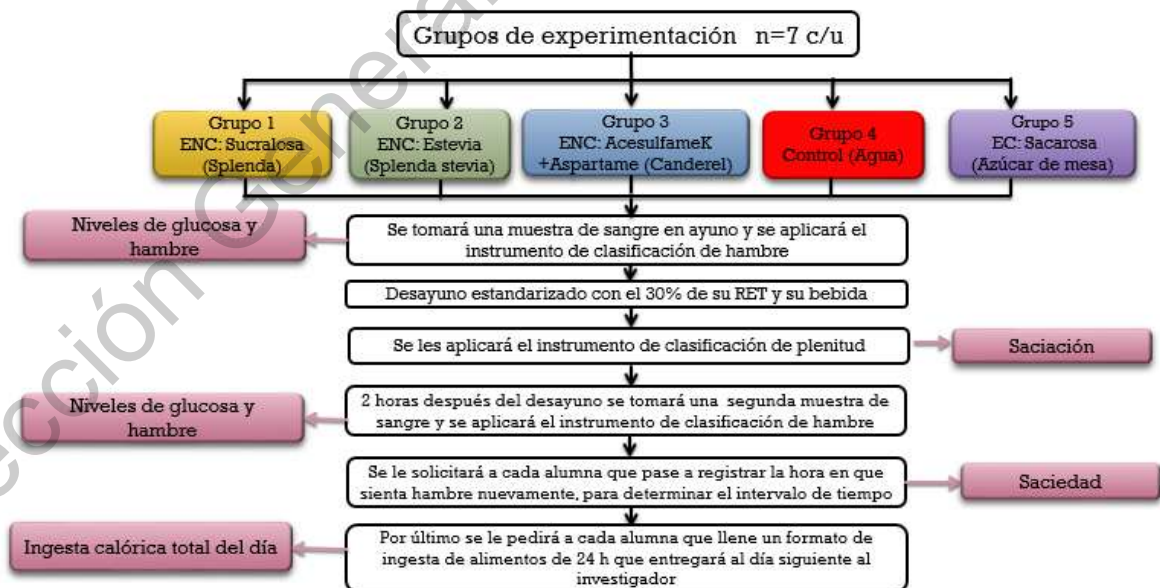 Grupos de experimentación n=7 c/u
Grupo 1
ENC: Sucralosa
(Splenda)
Grupo 2
ENC: Estevia
(Splenda stevia)
Grupo 3
ENC: AcesulfameK
+Aspartame (Canderel)
Grupo 4
Control (Agua)
Grupo 5
EC: Sacarosa
(Azúcar de mesa)
Niveles de glucosa y
hambre
Se tomará una muestra de sangre en ayuno y se aplicará el
instrumento de clasificación de hambre
Desayuno estandarizado con el 30% de su RET y su bebida
Se les aplicará el instrumento de clasificación de plenitud
Saciación
Niveles de glucosa y
hambre
2 horas después del desayuno se tomará una segunda muestra de
sangre y se aplicará el instrumento de clasificación de hambre
Se le solicitará a cada alumna que pase a registrar la hora en que
sienta hambre nuevamente, para determinar el intervalo de tiempo
Saciedad
Ingesta calórica total del día
Por último se le pedirá a cada alumna que llene un formato de
ingesta de alimentos de 24 h que entregará al día siguiente al
investigador
ección General